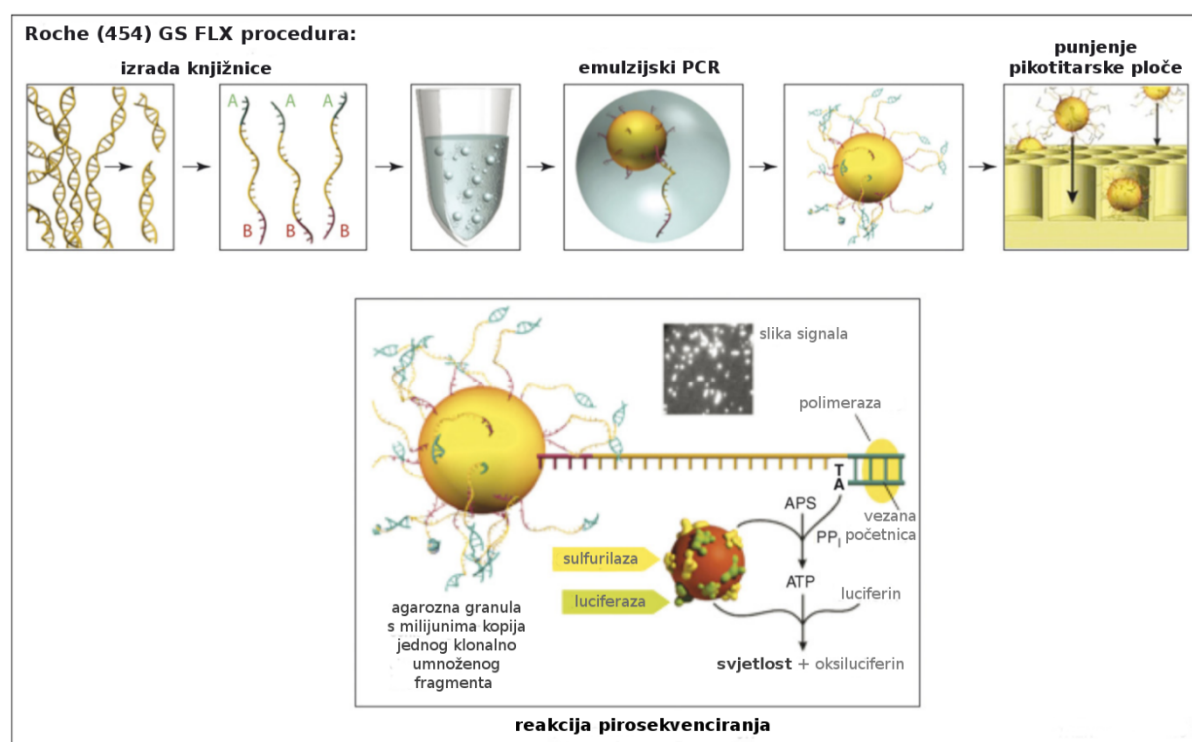 Roche (454) GS FLX procedura:
izrada knjižnice
emulzijski PCR
punjenje
pikotitarske ploče
A A A
B B B
slika signala
polimeraza
T
A
APS
vezana
PPi početnica
sulfurilaza
ATP
luciferaza
luciferin
agarozna granula
s milijunima kopija
jednog klonalno
umnoženog
fragmenta
svjetlost + oksiluciferin
reakcija pirosekvenciranja